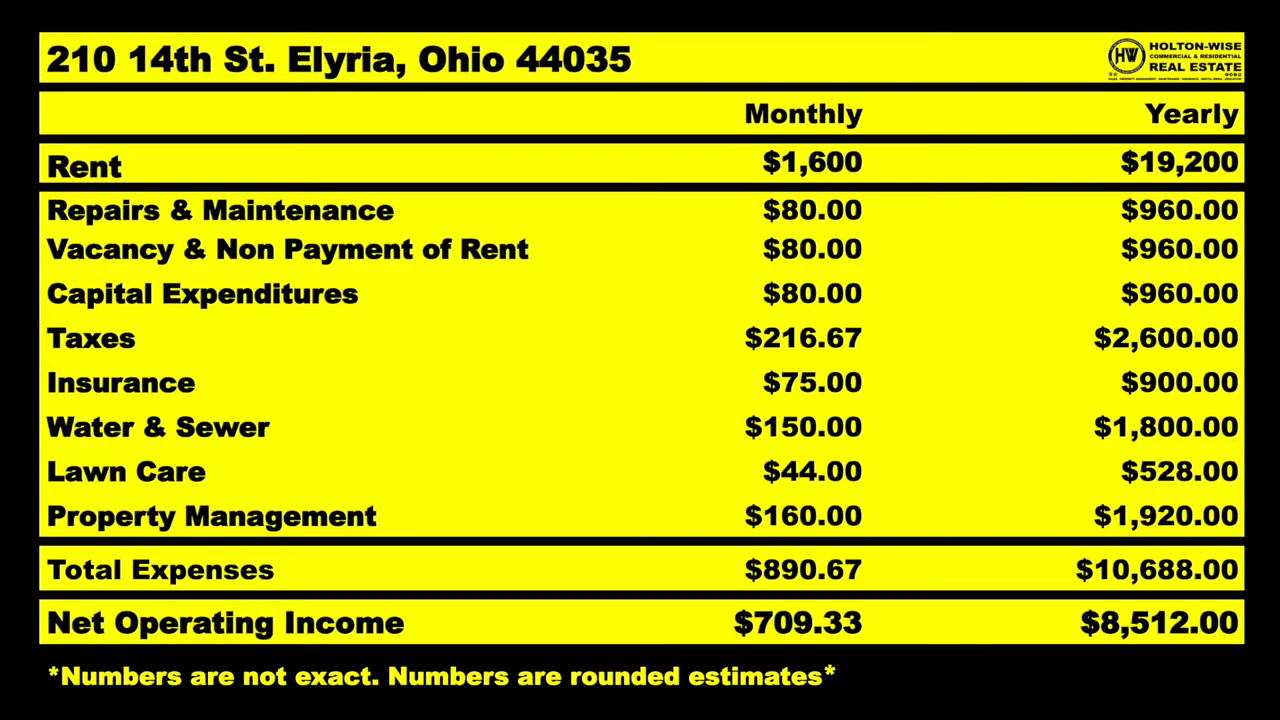 210 14th St. Elyria, Ohio 44035
HOLTON-WISE
COMMERCIAL & RESIDENTIAL
REAL ESTATE
HW
Monthly Yearly
Rent $1,600 $19,200
Repairs & Maintenance $80.00 $960.00
Vacancy & Non Payment of Rent $80.00 $960.00
Capital Expenditures $80.00 $960.00
Taxes $216.67 $2,600.00
Insurance $75.00 $900.00
Water & Sewer $150.00 $1,800.00
Lawn Care $44.00 $528.00
Property Management $160.00 $1,920.00
Total Expenses $890.67 $10,688.00
Net Operating Income $709.33 $8,512.00
*Numbers are not exact. Numbers are rounded estimates*